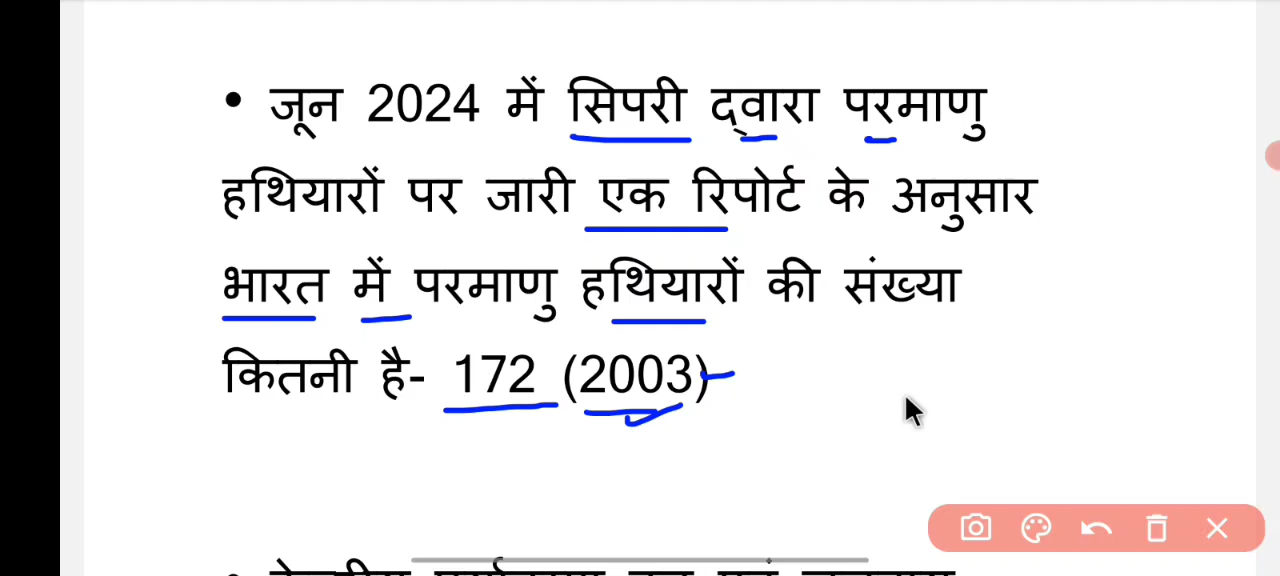 • जून 2024 में सिपरी द्वारा परमाणु
हथियारों पर जारी एक रिपोर्ट के अनुसार
भारत में परमाणु हथियारों की संख्या
कितनी है- 172 (2003)